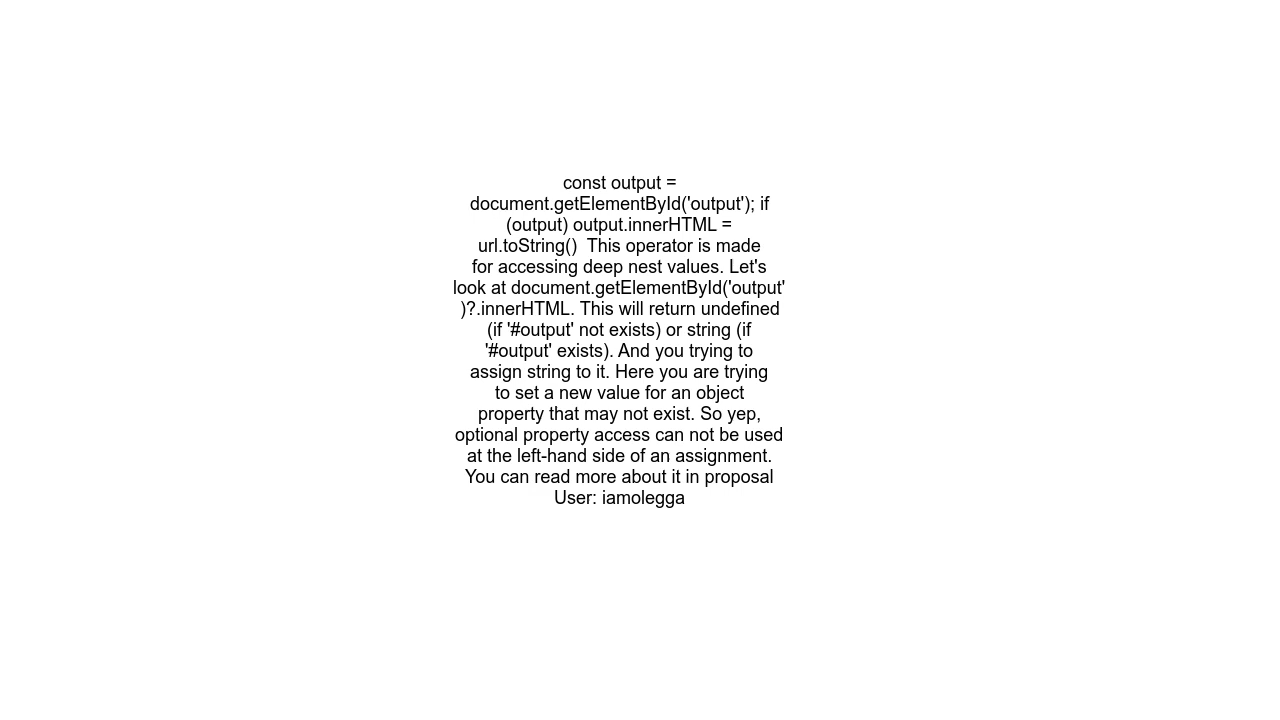 const output =
document.getElementById('output'); if
(output) output.innerHTML =
url.toString()  This operator is made
for accessing deep nest values. Let's
look at document.getElementById('output'
)?.innerHTML. This will return undefined
(if '#output' not exists) or string (if
'#output' exists). And you trying to
assign string to it. Here you are trying
to set a new value for an object
property that may not exist. So yep,
optional property access can not be used
at the left-hand side of an assignment.
You can read more about it in proposal
User: iamolegga